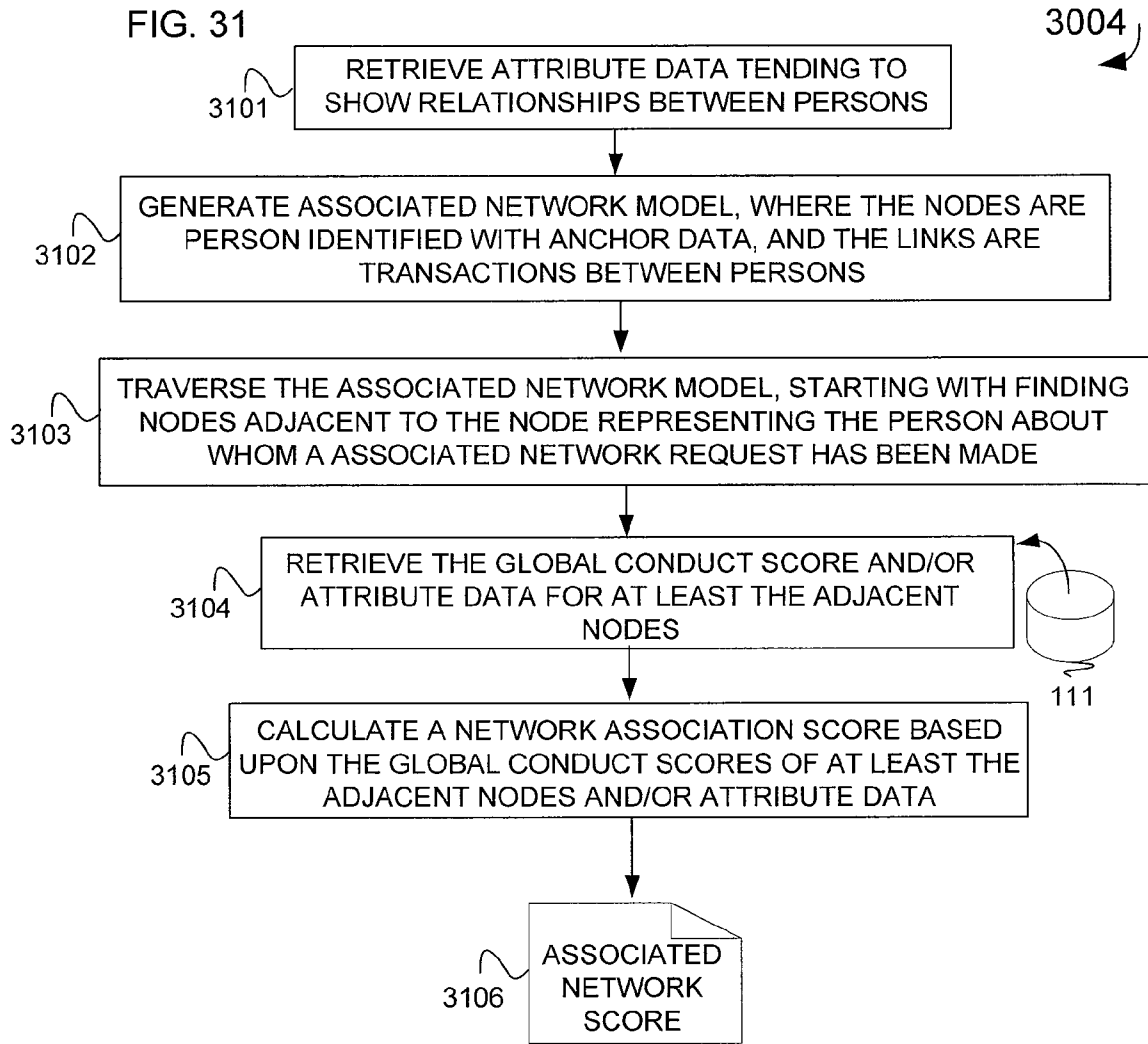 FIG. 31
3004
RETRIEVE ATTRIBUTE DATA TENDING TO
SHOW RELATIONSHIPS BETWEEN PERSONS
3101
GENERATE ASSOCIATED NETWORK MODEL, WHERE THE NODES ARE
PERSON IDENTIFIED WITH ANCHOR DATA, AND THE LINKS ARE
TRANSACTIONS BETWEEN PERSONS
3102
TRAVERSE THE ASSOCIATED NETWORK MODEL, STARTING WITH FINDING
NODES ADJACENT TO THE NODE REPRESENTING THE PERSON ABOUT
WHOM A ASSOCIATED NETWORK REQUEST HAS BEEN MADE
3103
RETRIEVE THE GLOBAL CONDUCT SCORE AND/OR
ATTRIBUTE DATA FOR AT LEAST THE ADJACENT
NODES
3104
111
CALCULATE A NETWORK ASSOCIATION SCORE BASED
UPON THE GLOBAL CONDUCT SCORES OF AT LEAST THE
ADJACENT NODES AND/OR ATTRIBUTE DATA
3105
ASSOCIATED
NETWORK
SCORE
3106